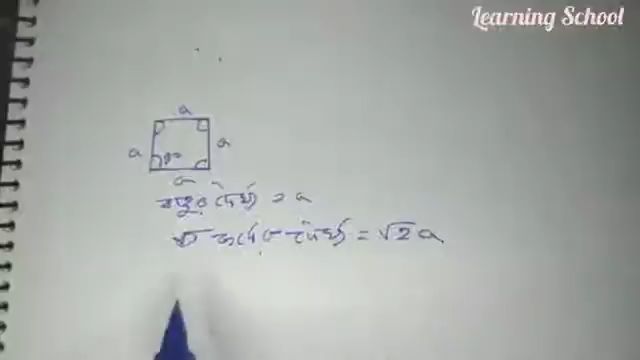 Learning School
a
a
a
90
a
বাহুর দৈর্ঘ্য = a
কর্ণের দৈর্ঘ্য = √2 a